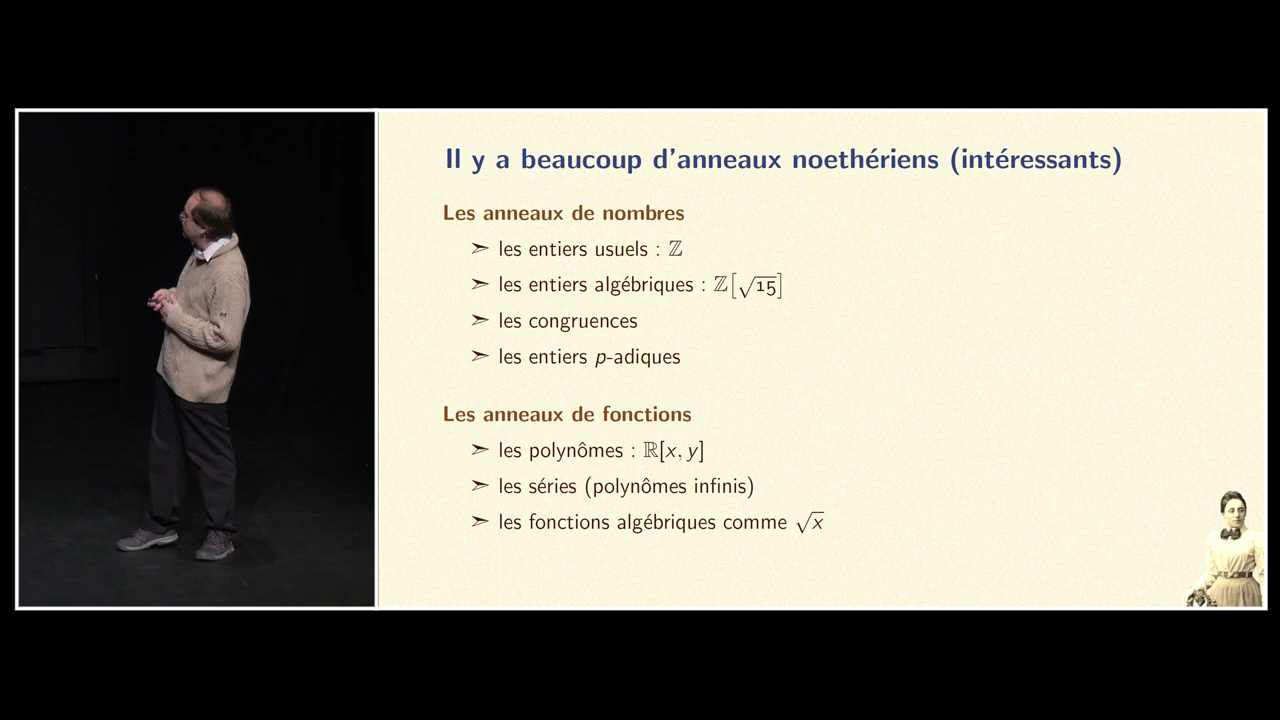 Il y a beaucoup d'anneaux noethériens (intéressants)
Les anneaux de nombres
➣ les entiers usuels : ℤ
➣ les entiers algébriques : ℤ[√15]
➣ les congruences
➣ les entiers p-adiques
Les anneaux de fonctions
➣ les polynômes : ℝ[x, y]
➣ les séries (polynômes infinis)
➣ les fonctions algébriques comme √x